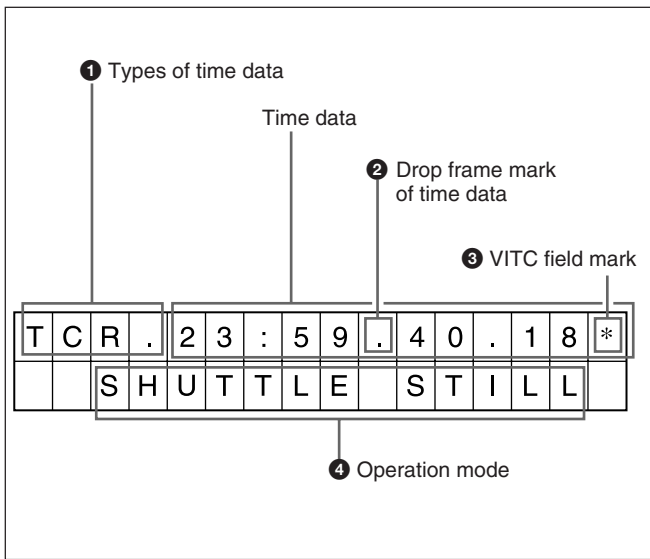 ❶ Types of time data
Time data
❷ Drop frame mark
of time data
❸ VITC field mark
TCR.23:59.40.18*
SHUTTLE STILL
❹ Operation mode